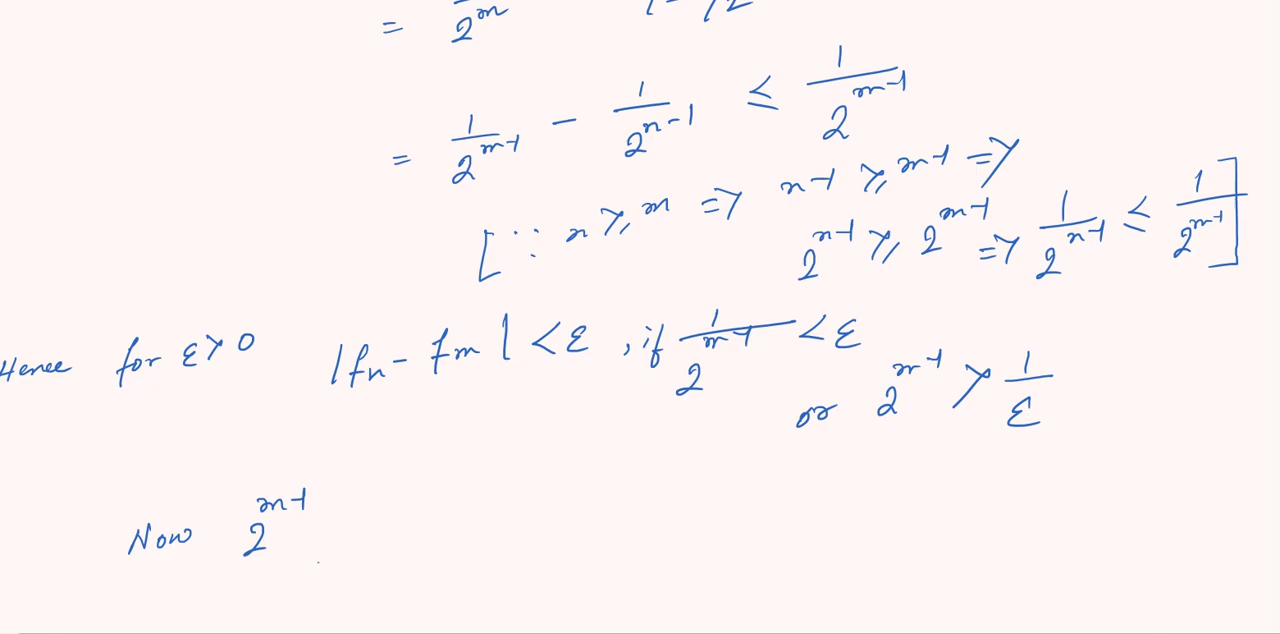 = 1/2^m
= 1/2^{m-1} - 1/2^{n-1} ≤ 1/2^{m-1}
[∵ n ≥ m => n-1 ≥ m-1 =>
2^{n-1} ≥ 2^{m-1} => 1/2^{n-1} ≤ 1/2^{m-1}]
Hence for ε > 0 |fn - fm| < ε, if 1/2^{m-1} < ε
or 2^{m-1} > 1/ε
Now 2^{m-1}